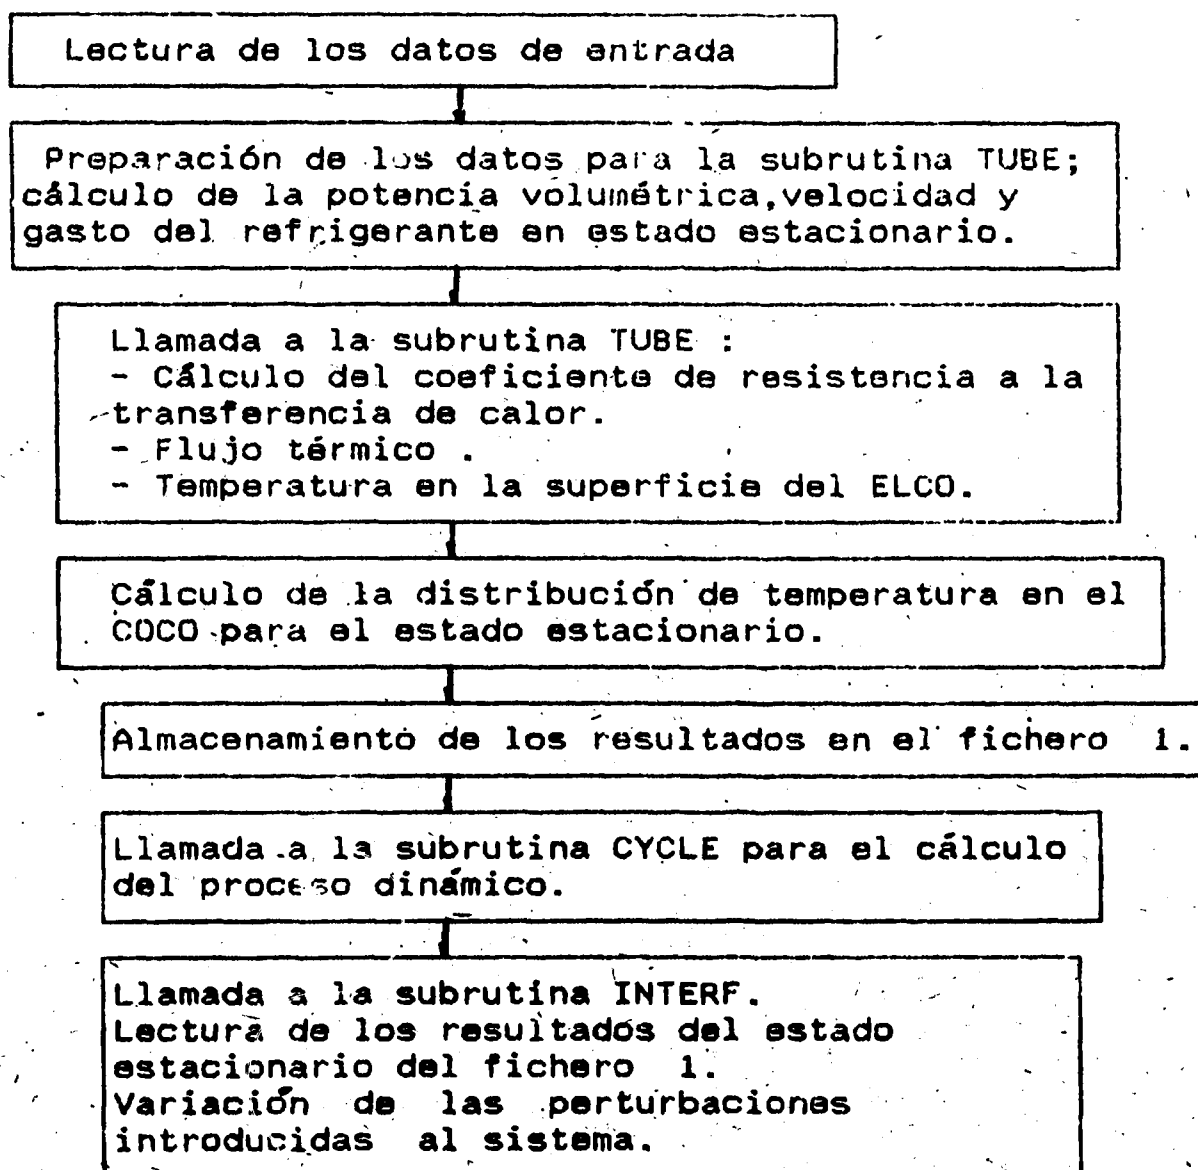 Lectura de los datos de entrada
Preparación de los datos para la subrutina TUBE;
cálculo de la potencia volumétrica,velocidad y
gasto del refrigerante en estado estacionario.
Llamada a la subrutina TUBE :
- Cálculo del coeficiente de resistencia a la
transferencia de calor.
- Flujo térmico .
- Temperatura en la superficie del ELCO.
Cálculo de la distribución de temperatura en el
COCO para el estado estacionario.
Almacenamiento de los resultados en el fichero 1.
Llamada a la subrutina CYCLE para el cálculo
del proceso dinámico.
Llamada a la subrutina INTERF.
Lectura de los resultados del estado
estacionario del fichero 1.
Variación de las perturbaciones
introducidas al sistema.